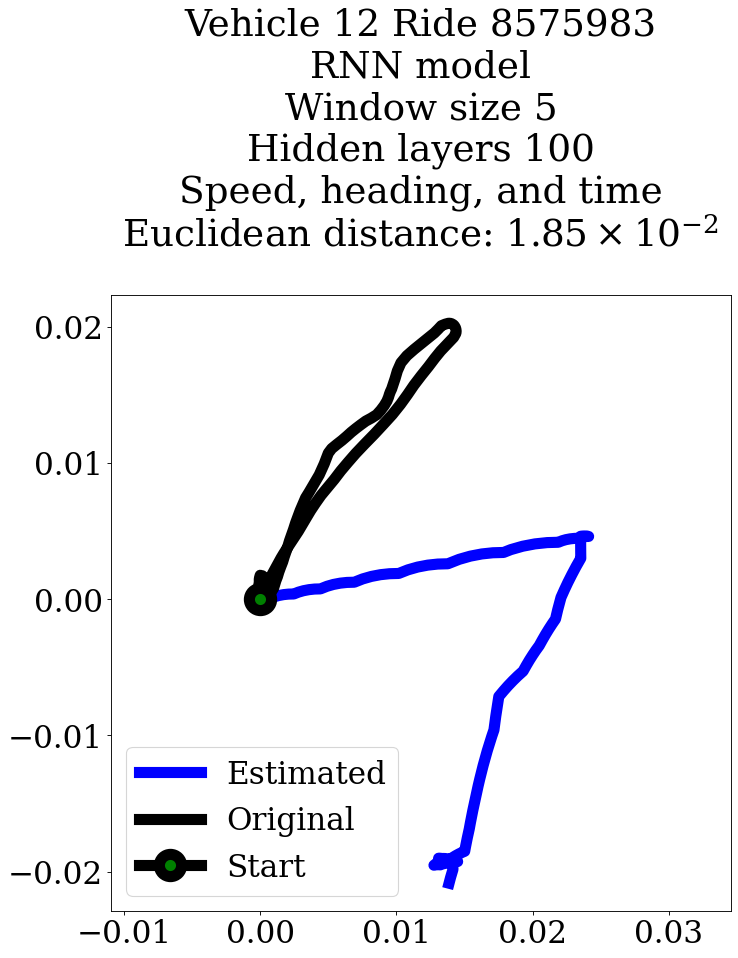 Vehicle 12 Ride 8575983
RNN model
Window size 5
Hidden layers 100
Speed, heading, and time
Euclidean distance: 1.85 × 10⁻²
0.02
0.01
0.00
−0.01
−0.02
Estimated
Original
Start
−0.01 0.00 0.01 0.02 0.03